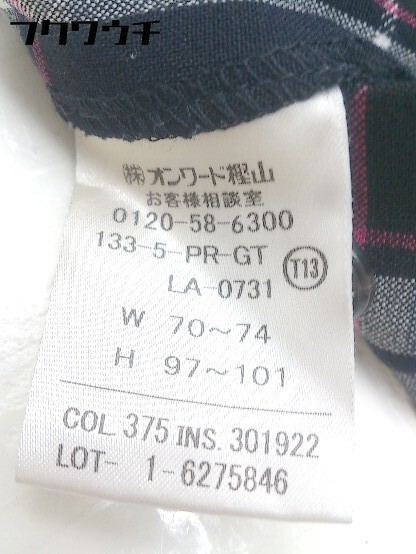 フクワウチ
㈱オンワード樫山
お客様相談室
0120-58-6300
133-5-PR-GT
T13
LA-0731
W 70～74
H 97～101
COL 375 INS. 301922
LOT- 1-6275846